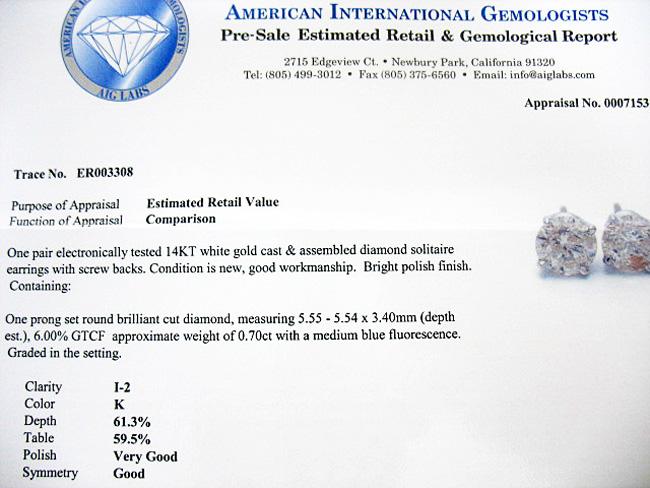 AMERICAN INTERNATIONAL GEMOLOGISTS
Pre-Sale Estimated Retail & Gemological Report
2715 Edgeview Ct. • Newbury Park, California 91320
Tel: (805) 499-3012 • Fax (805) 375-6560 • Email: info@aiglabs.com
AIG LABS
Appraisal No. 0007153
Trace No. ER003308
Purpose of Appraisal Estimated Retail Value
Function of Appraisal Comparison
One pair electronically tested 14KT white gold cast & assembled diamond solitaire
earrings with screw backs. Condition is new, good workmanship. Bright polish finish.
Containing:
One prong set round brilliant cut diamond, measuring 5.55 - 5.54 x 3.40mm (depth
est.), 6.00% GTCF approximate weight of 0.70ct with a medium blue fluorescence.
Graded in the setting.
Clarity I-2
Color K
Depth 61.3%
Table 59.5%
Polish Very Good
Symmetry Good